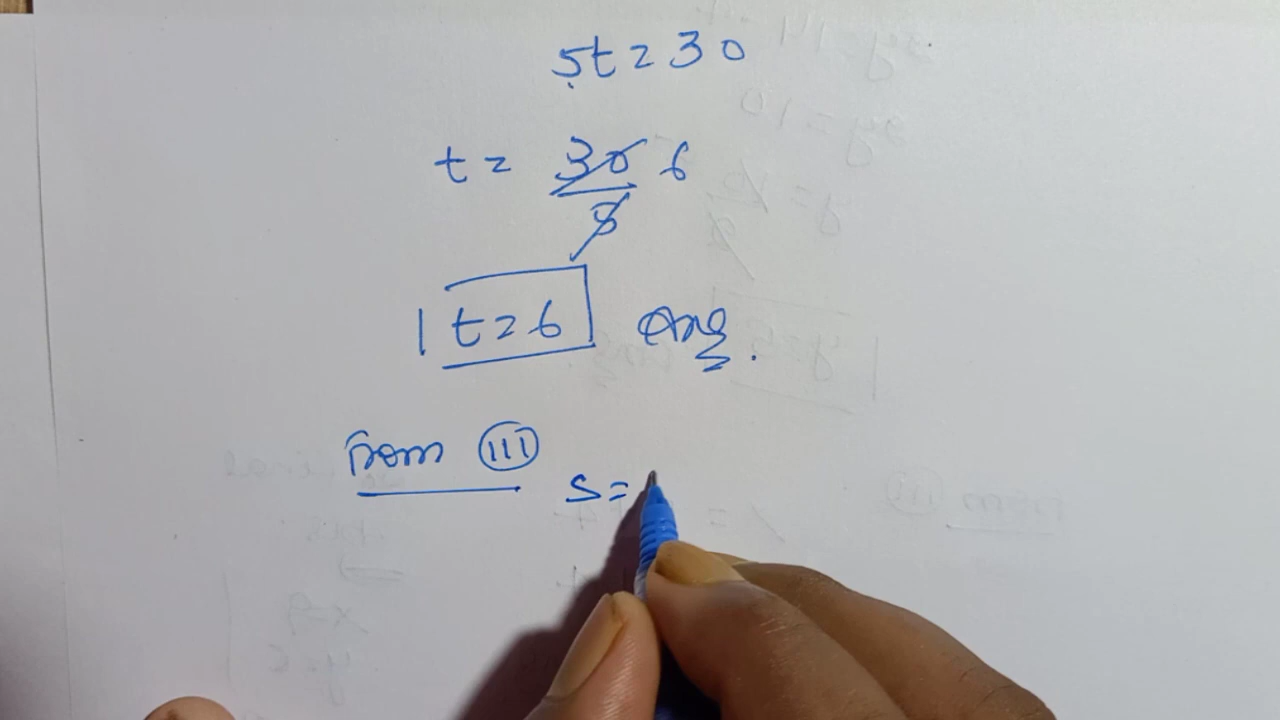 5t = 30
t = 30/5 6
t = 6 Ans.
From (III)
s =